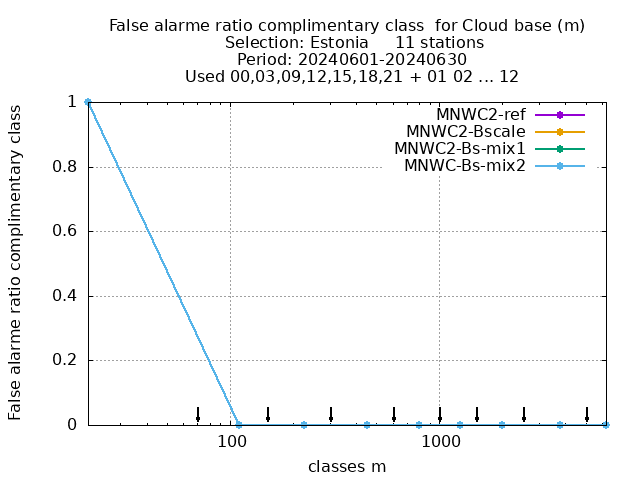 False alarme ratio complimentary class  for Cloud base (m)
Selection: Estonia     11 stations
Period: 20240601-20240630
Used 00,03,09,12,15,18,21 + 01 02 ... 12
MNWC2-ref
MNWC2-Bscale
MNWC2-Bs-mix1
MNWC-Bs-mix2
False alarme ratio complimentary class
1
0.8
0.6
0.4
0.2
0
100
1000
classes m